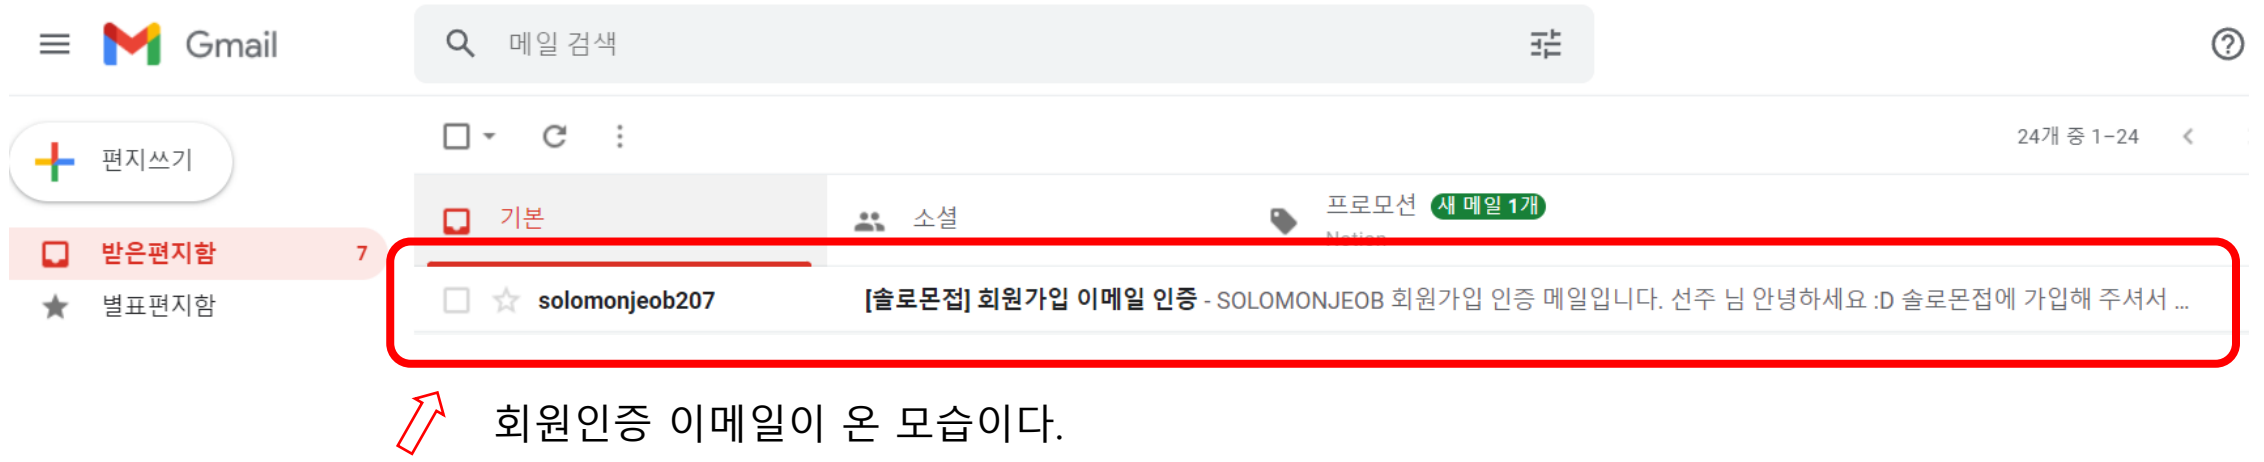 Gmail
메일 검색
편지쓰기
24개 중 1–24
기본
소셜
프로모션 새 메일 1개
받은편지함 7
solomonjeob207 [솔로몬접] 회원가입 이메일 인증 - SOLOMONJEOB 회원가입 인증 메일입니다. 선주 님 안녕하세요 :D 솔로몬접에 가입해 주셔서 ...
별표편지함
회원인증 이메일이 온 모습이다.